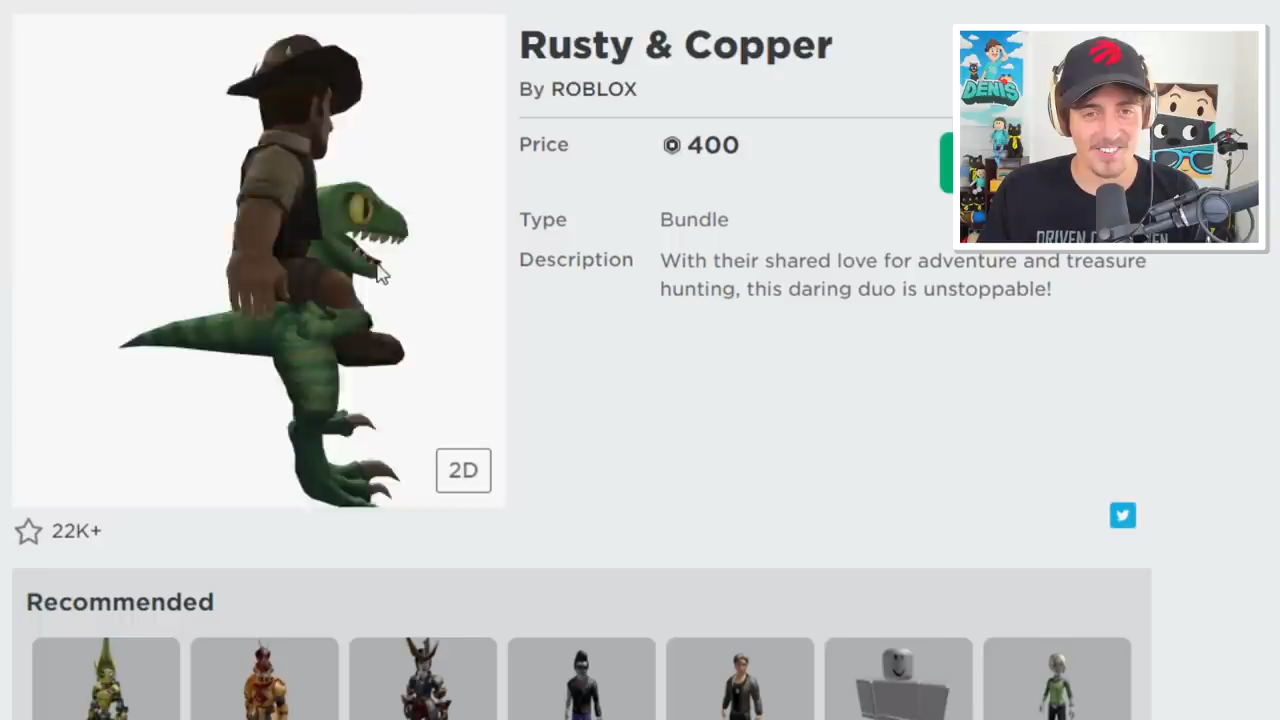 Rusty & Copper
By ROBLOX
Price
400
Type
Bundle
Description
With their shared love for adventure and treasure
hunting, this daring duo is unstoppable!
2D
22K+
Recommended
DENIS